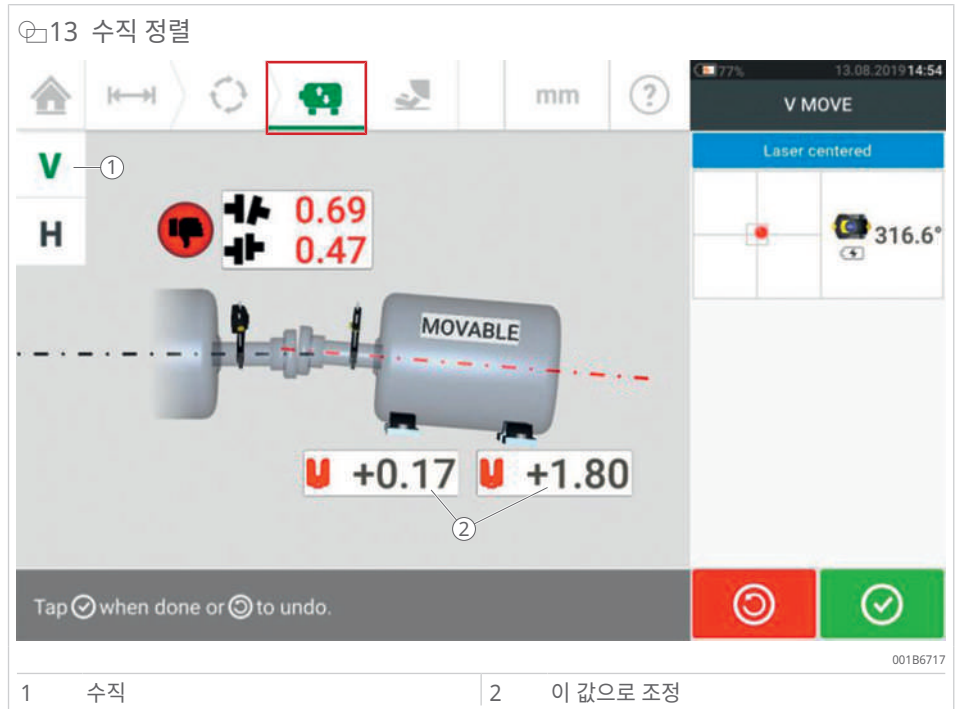 13 수직 정렬
mm
?
77%
13.08.2019 14:54
V MOVE
V
1
H
0.69
0.47
MOVABLE
+0.17
+1.80
2
Laser centered
316.6°
Tap when done or to undo.
001B6717
1 수직
2 이 값으로 조정